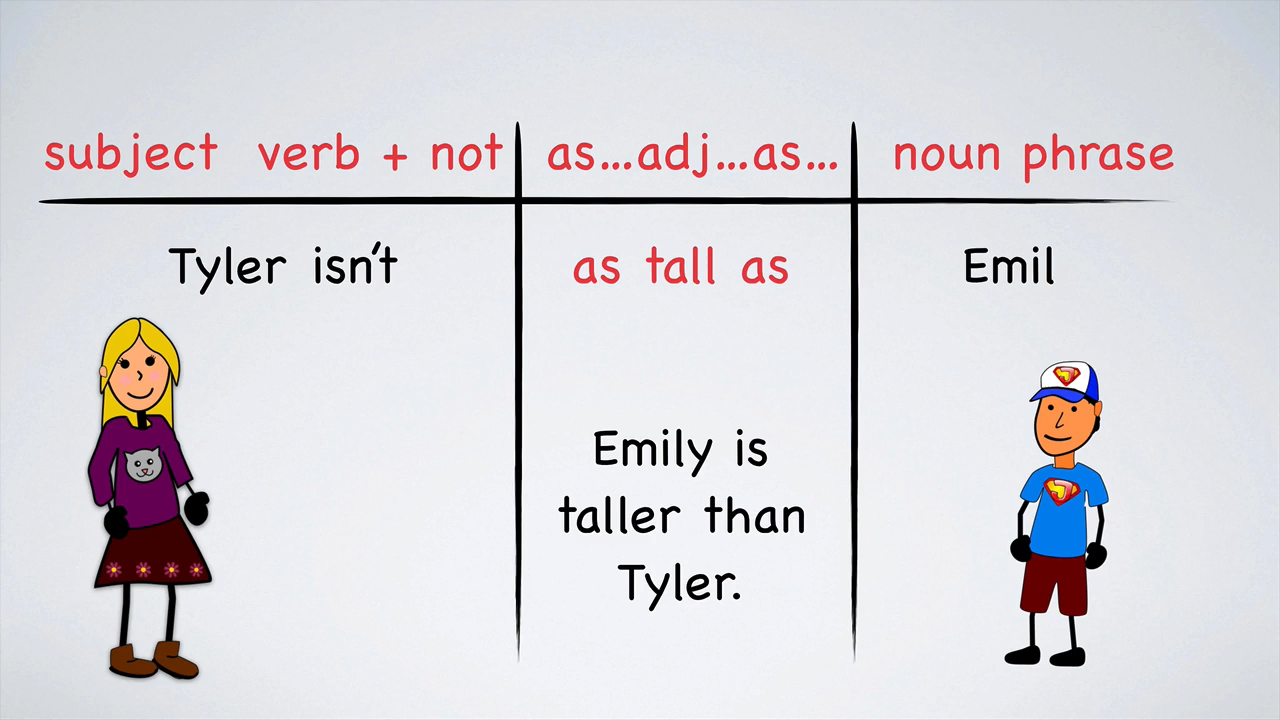 subject verb + not as...adj...as... noun phrase
Tyler isn't as tall as Emil
Emily is
taller than
Tyler.